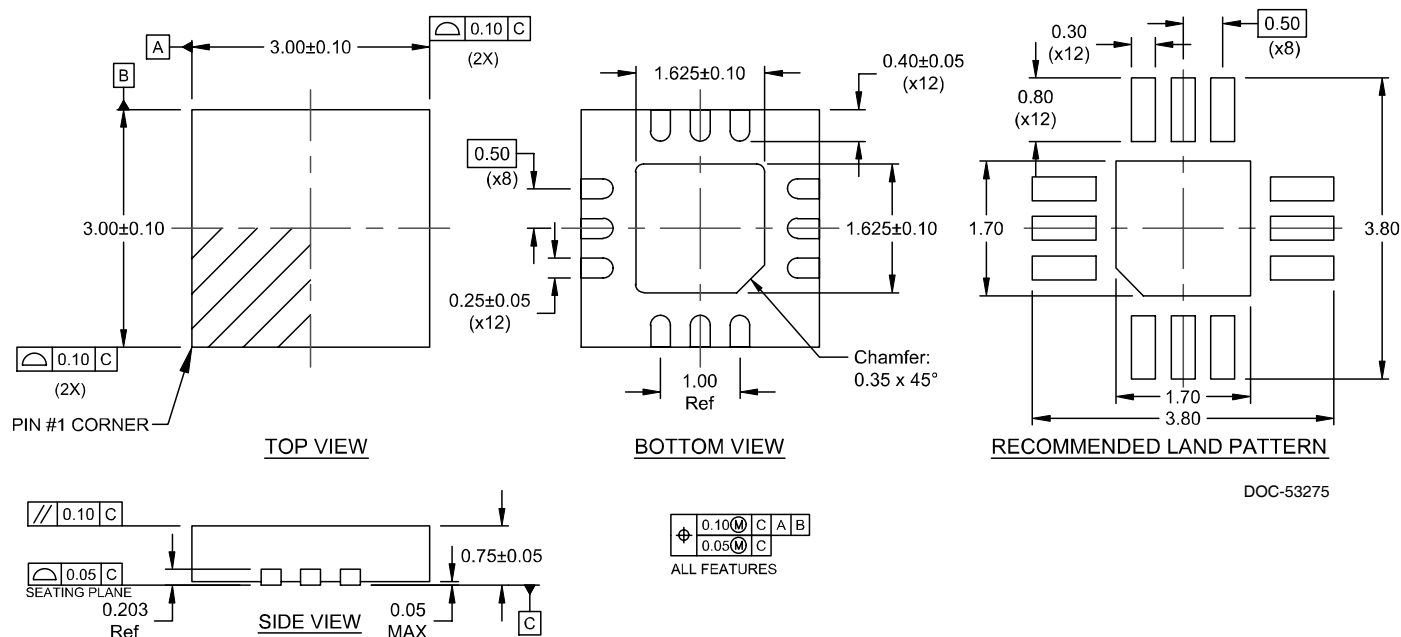 A
3.00±0.10
0.10 C
(2X)
B
3.00±0.10
0.10 C
(2X)
PIN #1 CORNER
TOP VIEW
1.625±0.10
0.40±0.05
(x12)
0.50
(x8)
1.625±0.10
0.25±0.05
(x12)
1.00
Ref
Chamfer:
0.35 x 45°
BOTTOM VIEW
0.30
(x12)
0.50
(x8)
0.80
(x12)
1.70
3.80
1.70
3.80
RECOMMENDED LAND PATTERN
DOC-53275
// 0.10 C
0.05 C
SEATING PLANE
0.203
Ref
SIDE VIEW
0.75±0.05
0.05
MAX
C
0.10Ⓜ C A B
0.05Ⓜ C
ALL FEATURES